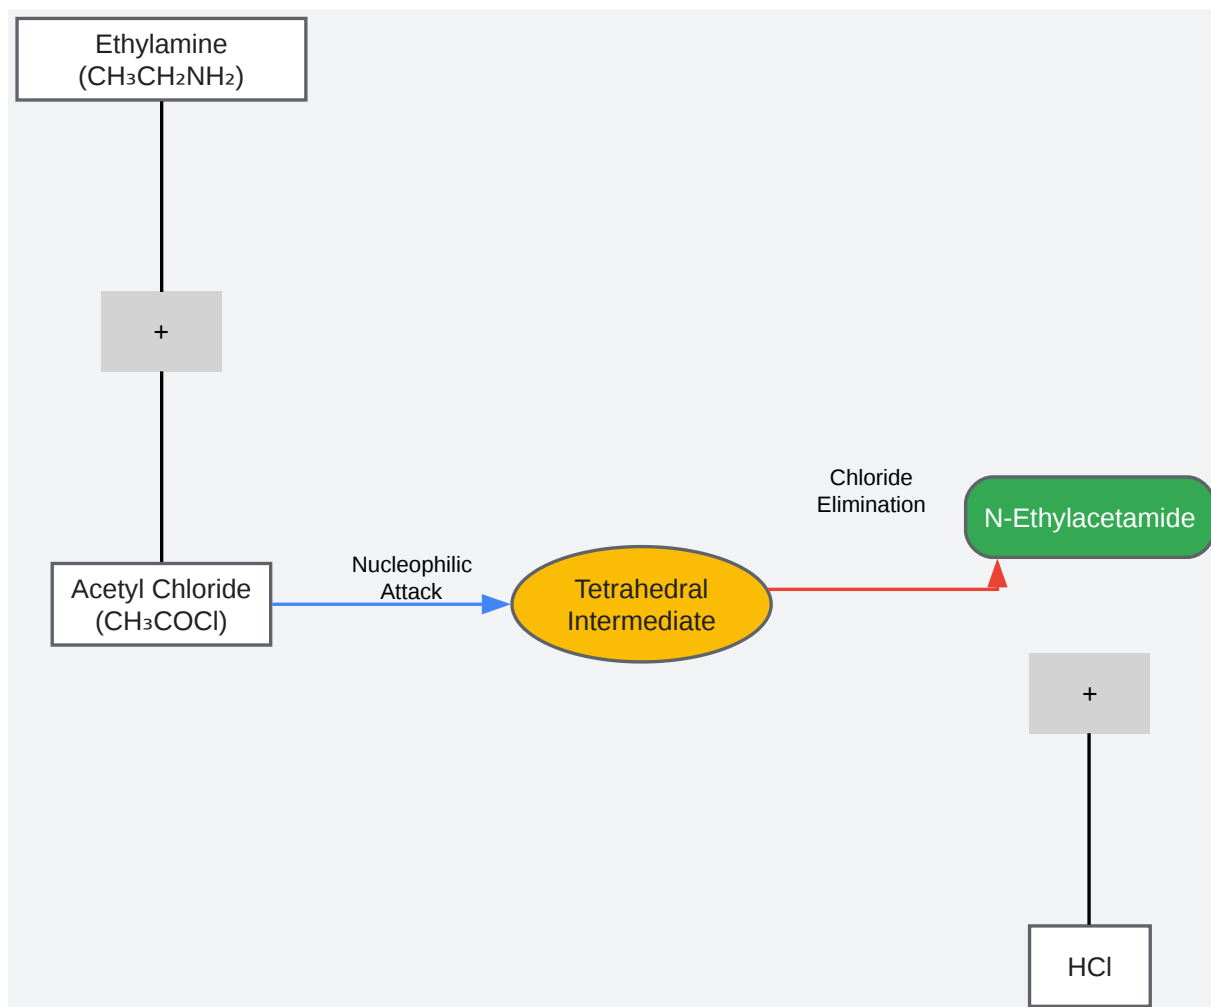 Ethylamine
(CH₃CH₂NH₂)
+
Acetyl Chloride
(CH₃COCl)
Nucleophilic
Attack
Tetrahedral
Intermediate
Chloride
Elimination
N-Ethylacetamide
+
HCl